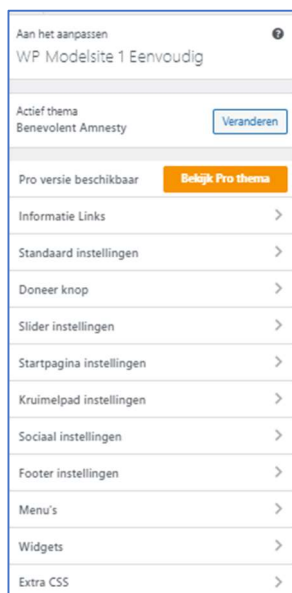 Aan het aanpassen
WP Modelsite 1 Eenvoudig
Actief thema
Benevolent Amnesty
Veranderen
Pro versie beschikbaar
Bekijk Pro thema
Informatie Links
Standaard instellingen
Doneer knop
Slider instellingen
Startpagina instellingen
Kruimelpad instellingen
Sociaal instellingen
Footer instellingen
Menu's
Widgets
Extra CSS